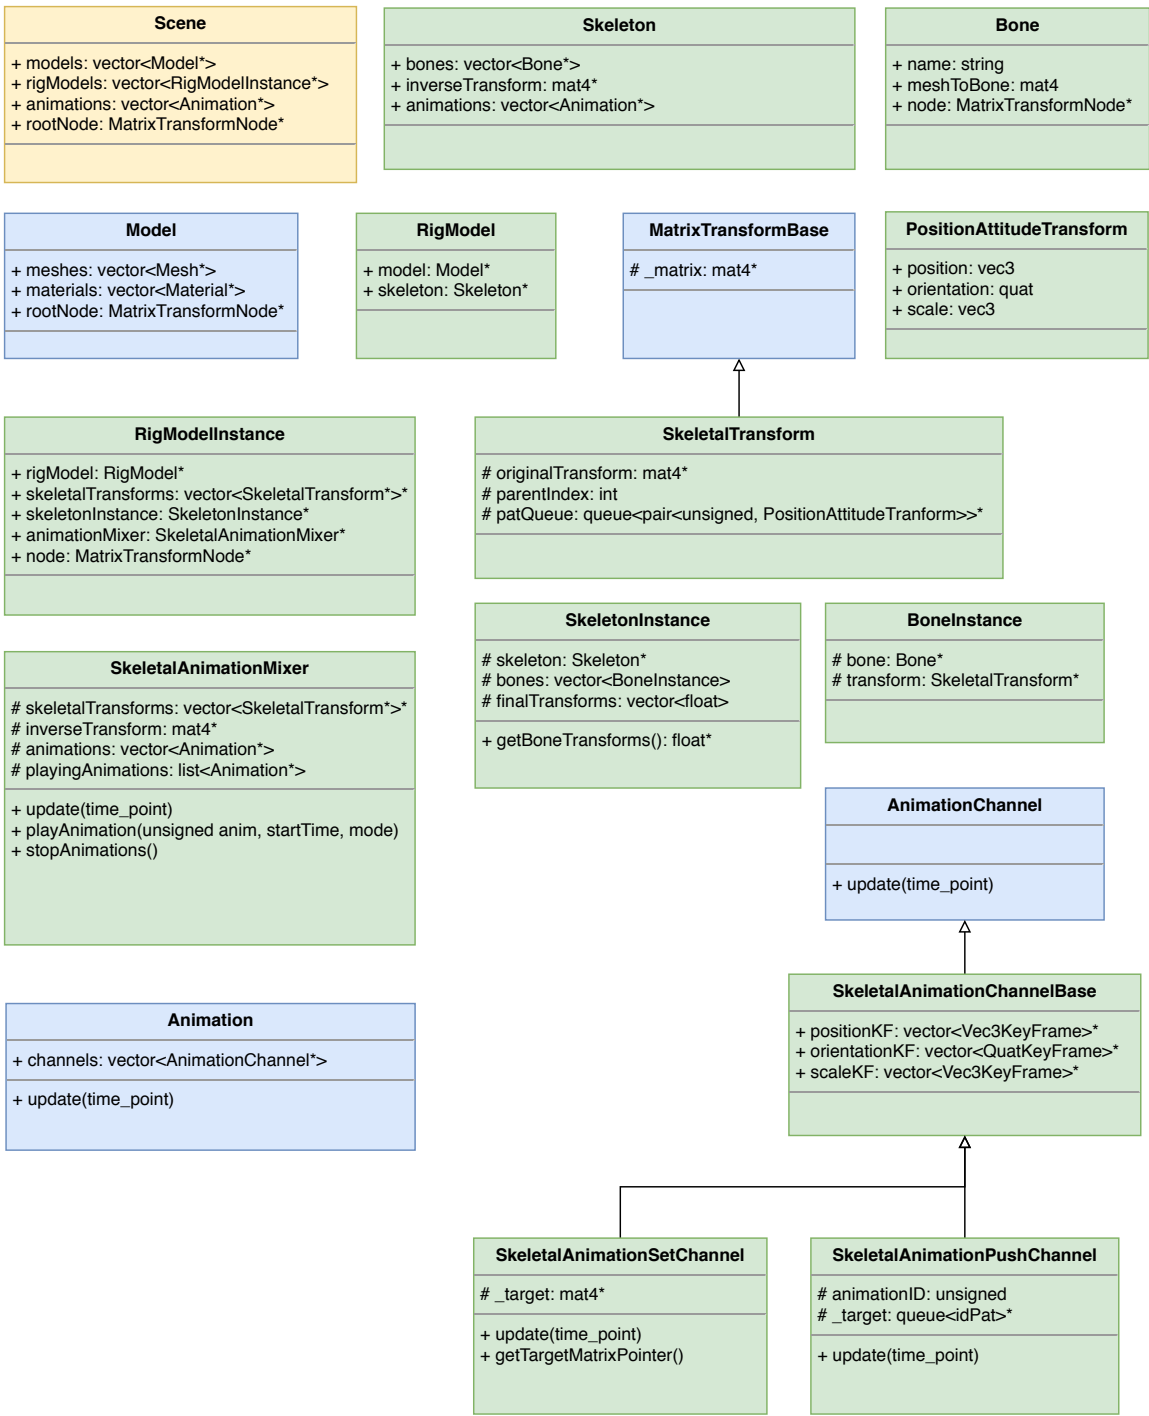 Scene
+ models: vector<Model*>
+ rigModels: vector<RigModelInstance*>
+ animations: vector<Animation*>
+ rootNode: MatrixTransformNode*
Skeleton
+ bones: vector<Bone*>
+ inverseTransform: mat4*
+ animations: vector<Animation*>
Bone
+ name: string
+ meshToBone: mat4
+ node: MatrixTransformNode*
Model
+ meshes: vector<Mesh*>
+ materials: vector<Material*>
+ rootNode: MatrixTransformNode*
RigModel
+ model: Model*
+ skeleton: Skeleton*
MatrixTransformBase
# _matrix: mat4*
PositionAttitudeTransform
+ position: vec3
+ orientation: quat
+ scale: vec3
RigModelInstance
+ rigModel: RigModel*
+ skeletalTransforms: vector<SkeletalTransform*>*
+ skeletonInstance: SkeletonInstance*
+ animationMixer: SkeletalAnimationMixer*
+ node: MatrixTransformNode*
SkeletalTransform
# originalTransform: mat4*
# parentIndex: int
# patQueue: queue<pair<unsigned, PositionAttitudeTranform>>*
SkeletonInstance
# skeleton: Skeleton*
# bones: vector<BoneInstance>
# finalTransforms: vector<float>
+ getBoneTransforms(): float*
BoneInstance
# bone: Bone*
# transform: SkeletalTransform*
SkeletalAnimationMixer
# skeletalTransforms: vector<SkeletalTransform*>*
# inverseTransform: mat4*
# animations: vector<Animation*>
# playingAnimations: list<Animation*>
+ update(time_point)
+ playAnimation(unsigned anim, startTime, mode)
+ stopAnimations()
AnimationChannel
+ update(time_point)
SkeletalAnimationChannelBase
+ positionKF: vector<Vec3KeyFrame>*
+ orientationKF: vector<QuatKeyFrame>*
+ scaleKF: vector<Vec3KeyFrame>*
Animation
+ channels: vector<AnimationChannel*>
+ update(time_point)
SkeletalAnimationSetChannel
# _target: mat4*
+ update(time_point)
+ getTargetMatrixPointer()
SkeletalAnimationPushChannel
# animationID: unsigned
# _target: queue<idPat>*
+ update(time_point)